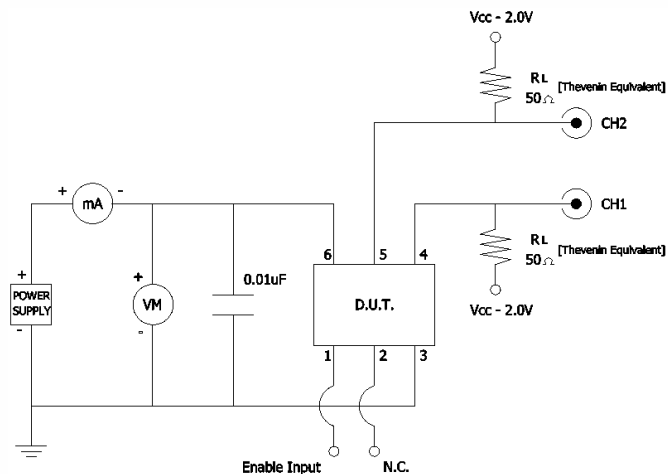 Vcc - 2.0V
RL [Thevenin Equivalent]
50Ω
CH2
+ mA -
CH1
6 5 4
RL [Thevenin Equivalent]
50Ω
+
POWER
SUPPLY
-
+
VM
-
0.01uF
D.U.T.
Vcc - 2.0V
1 2 3
Enable Input N.C.